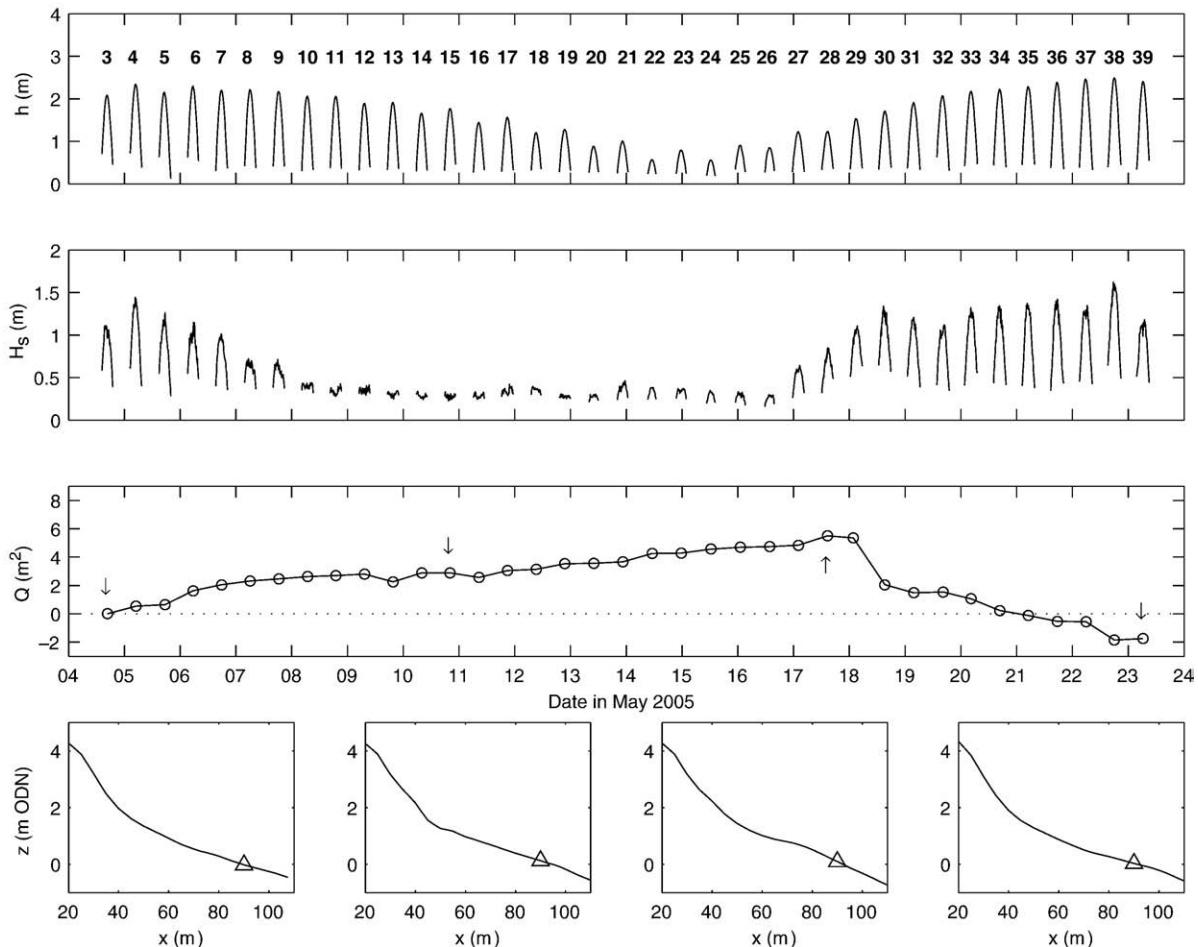 4
3 4 5 6 7 8 9 10 11 12 13 14 15 16 17 18 19 20 21 22 23 24 25 26 27 28 29 30 31 32 33 34 35 36 37 38 39
3
h (m)
2
1
0
2
1.5
Hs (m)
1
0.5
0
8
6
Q (m²)
4
2
0
−2
04 05 06 07 08 09 10 11 12 13 14 15 16 17 18 19 20 21 22 23 24
Date in May 2005
4 4 4 4
z (m ODN)
2 2 2 2
0 0 0 0
20 40 60 80 100 20 40 60 80 100 20 40 60 80 100 20 40 60 80 100
x (m) x (m) x (m) x (m)